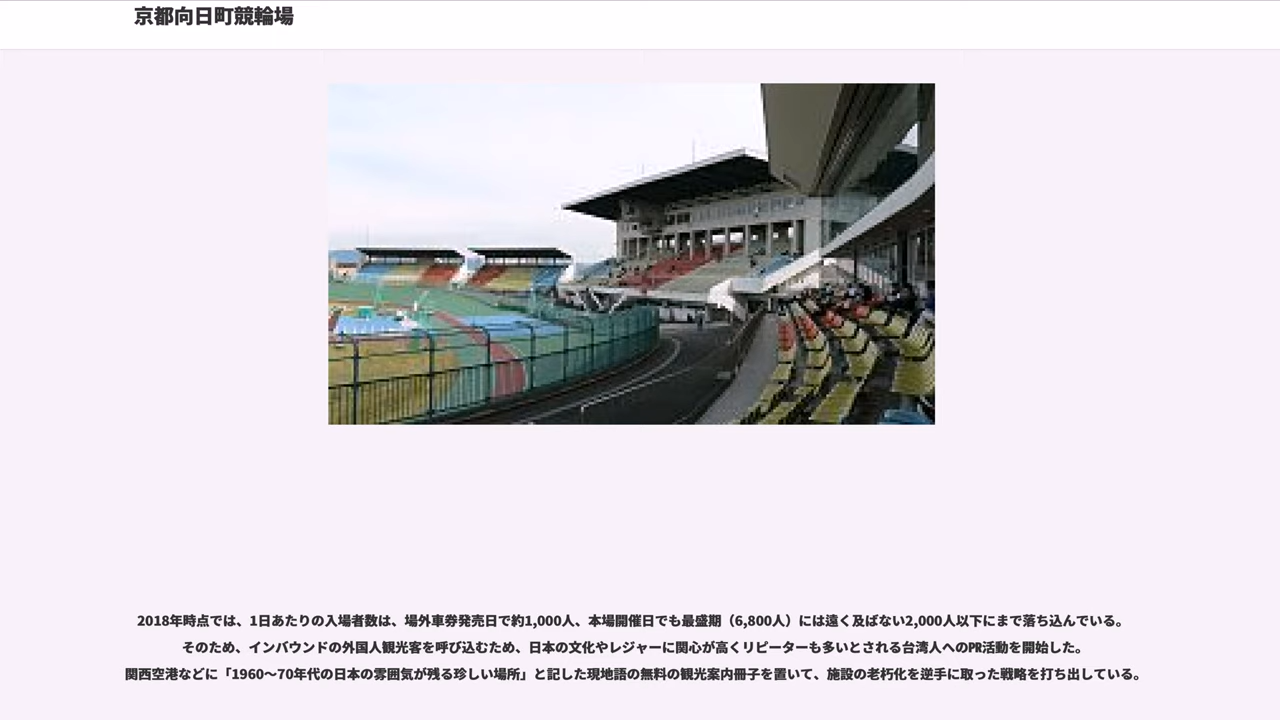 京都向日町競輪場
2018年時点では、1日あたりの入場者数は、場外車券発売日で約1,000人、本場開催日でも最盛期（6,800人）には遠く及ばない2,000人以下にまで落ち込んでいる。
そのため、インバウンドの外国人観光客を呼び込むため、日本の文化やレジャーに関心が高くリピーターも多いとされる台湾人へのPR活動を開始した。
関西空港などに「1960〜70年代の日本の雰囲気が残る珍しい場所」と記した現地語の無料の観光案内冊子を置いて、施設の老朽化を逆手に取った戦略を打ち出している。